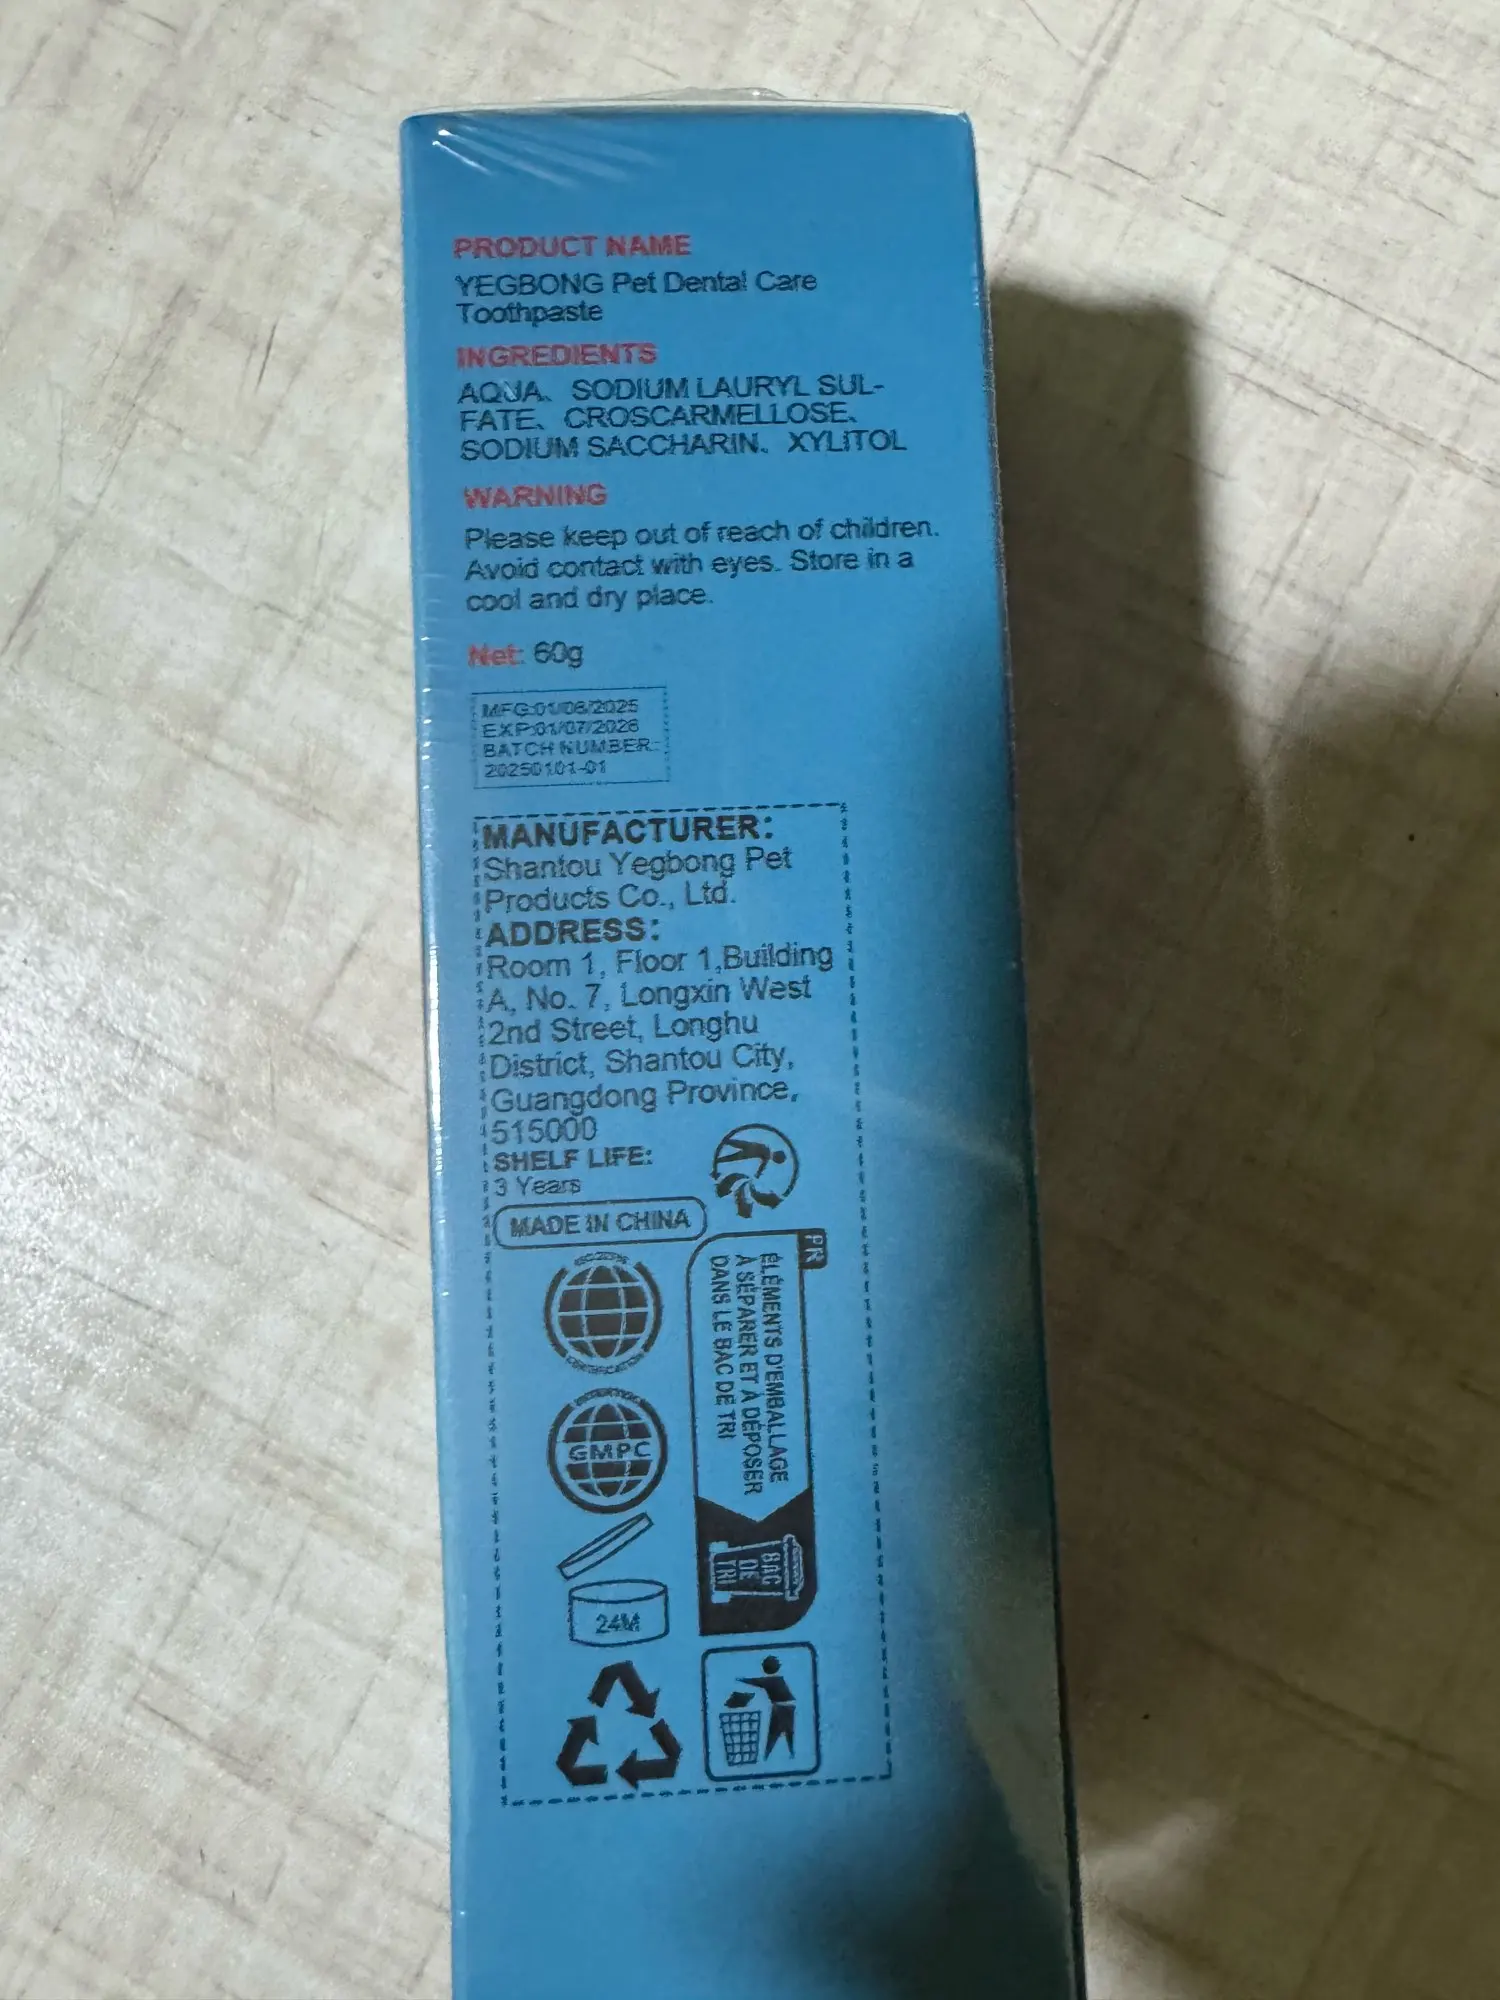 PRODUCT NAME
YEGBONG Pet Dental Care
Toothpaste
INGREDIENTS
AQUA、 SODIUM LAURYL SUL-
FATE、 CROSCARMELLOSE、
SODIUM SACCHARIN、 XYLITOL
WARNING
Please keep out of reach of children.
Avoid contact with eyes. Store in a
cool and dry place.
Net: 60g
MFG:01/06/2025
EXP:01/07/2028
BATCH NUMBER:
20250101-01
MANUFACTURER:
Shantou Yegbong Pet
Products Co., Ltd.
ADDRESS:
Room 1, Floor 1,Building
A, No. 7, Longxin West
2nd Street, Longhu
District, Shantou City,
Guangdong Province,
515000
SHELF LIFE:
3 Years
MADE IN CHINA
CERTIFICATION
GMPC
24M
ÉLÉMENTS D'EMBALLAGE
À SÉPARER ET À DÉPOSER
DANS LE BAC DE TRI
BAC
DE
TRI